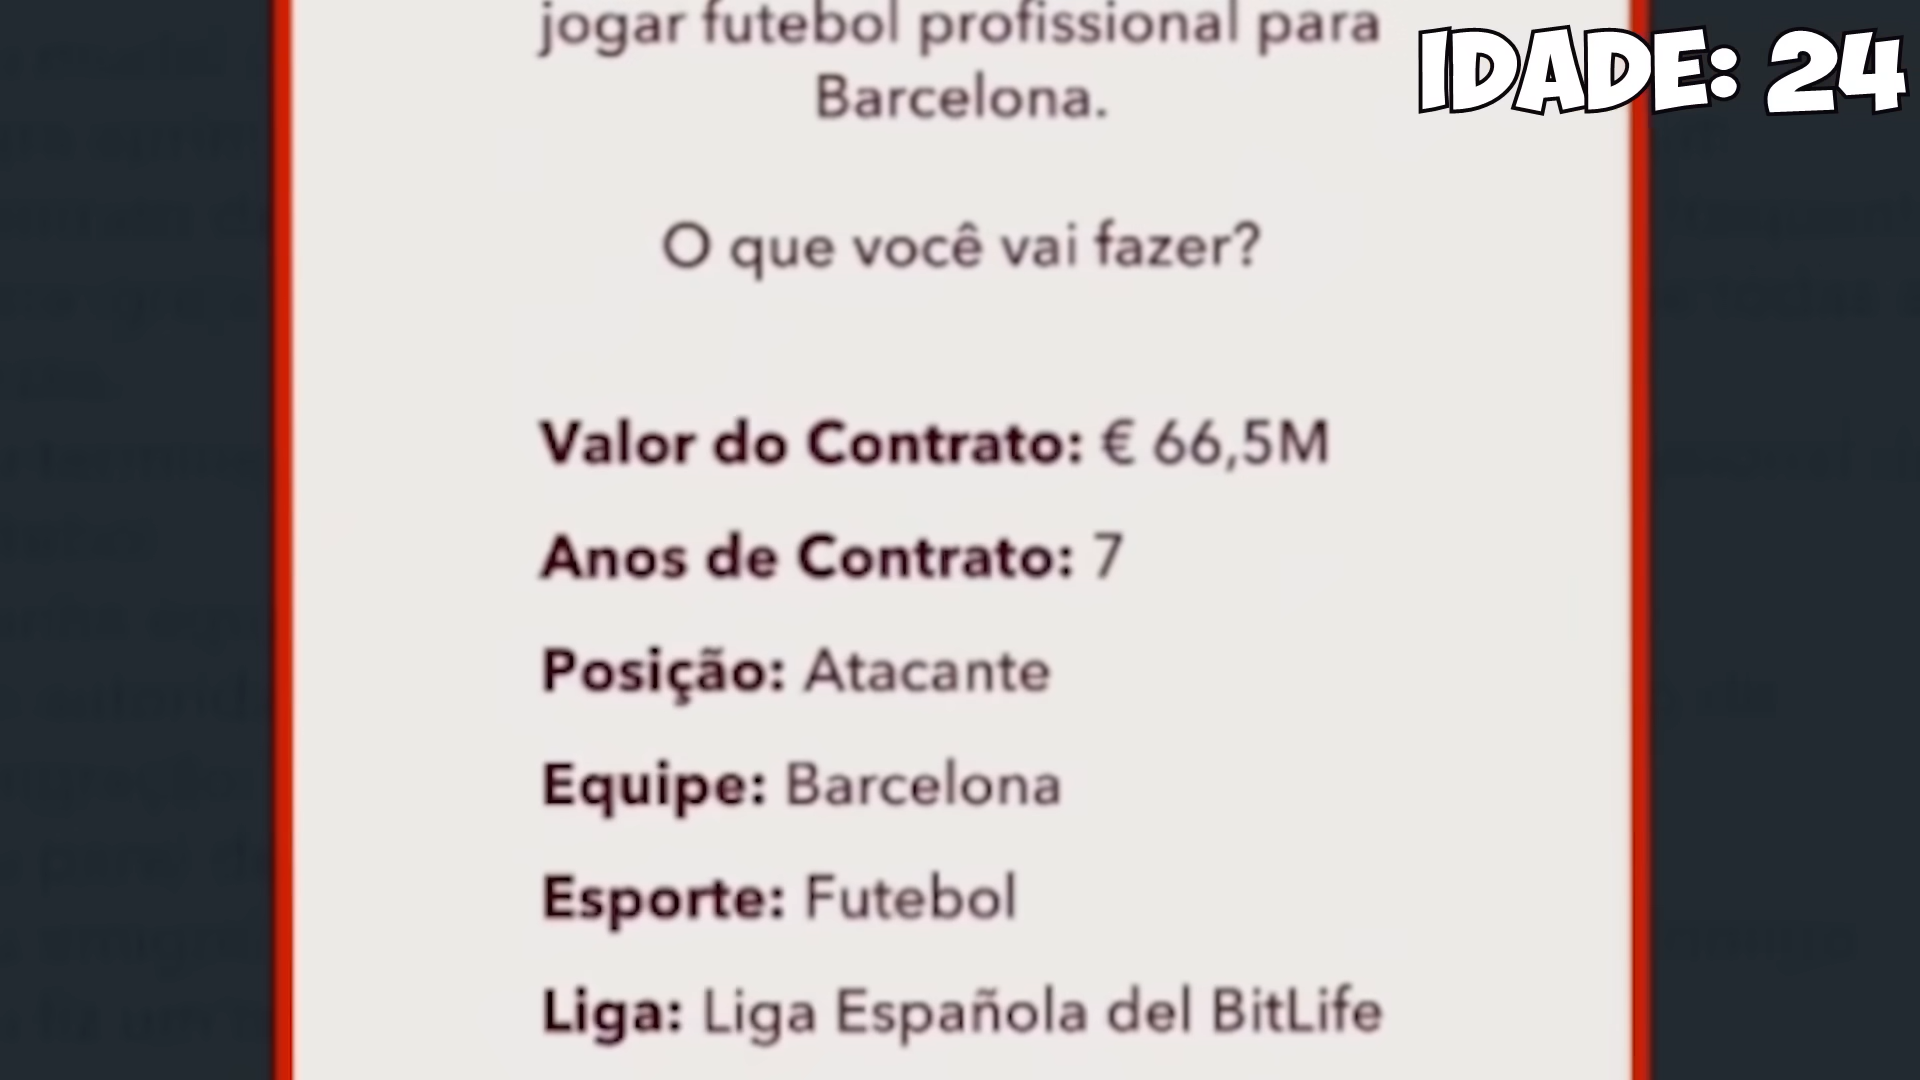 jogar futebol profissional para
Barcelona.
IDADE: 24
O que você vai fazer?
Valor do Contrato: € 66,5M
Anos de Contrato: 7
Posição: Atacante
Equipe: Barcelona
Esporte: Futebol
Liga: Liga Española del BitLife